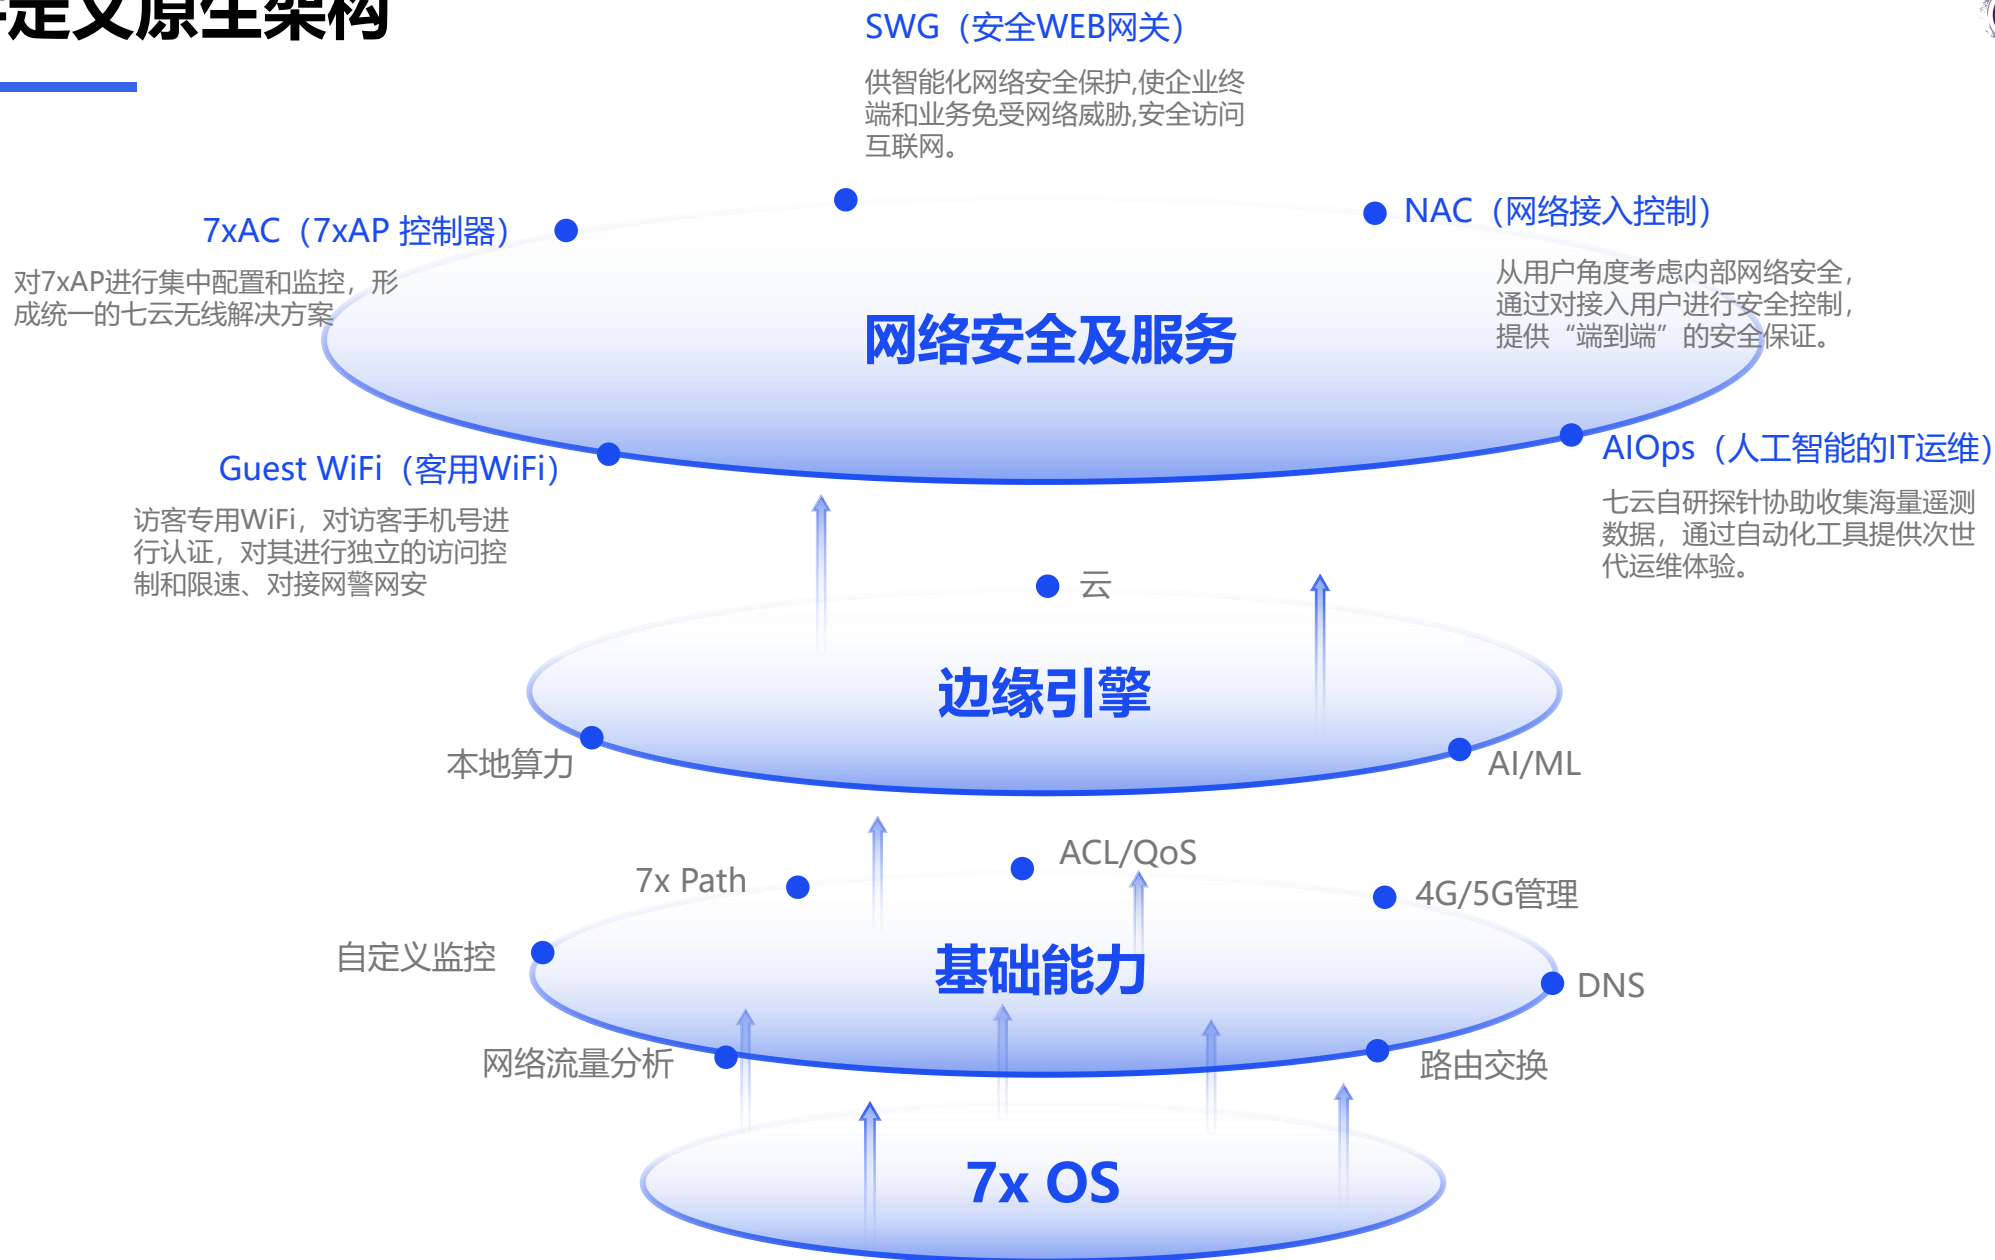 定义原生架构
SWG（安全WEB网关）
供智能化网络安全保护,使企业终
端和业务免受网络威胁,安全访问
互联网。
7xAC（7xAP 控制器）
对7xAP进行集中配置和监控，形
成统一的七云无线解决方案
NAC（网络接入控制）
从用户角度考虑内部网络安全，
通过对接入用户进行安全控制，
提供“端到端”的安全保证。
网络安全及服务
Guest WiFi（客用WiFi）
访客专用WiFi，对访客手机号进
行认证，对其进行独立的访问控
制和限速、对接网警网安
AIOps（人工智能的IT运维）
七云自研探针协助收集海量遥测
数据，通过自动化工具提供次世
代运维体验。
云
边缘引擎
本地算力
AI/ML
7x Path
ACL/QoS
4G/5G管理
自定义监控
基础能力
DNS
网络流量分析
路由交换
7x OS